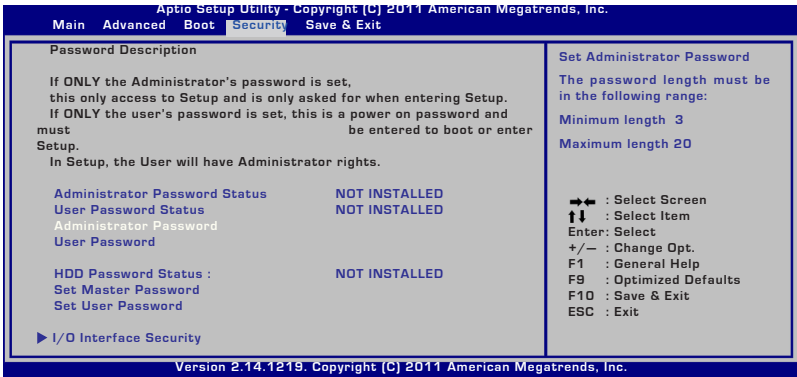 Aptio Setup Utility - Copyright (C) 2011 American Megatrends, Inc.
Main Advanced Boot Security Save & Exit
Password Description
If ONLY the Administrator's password is set,
this only access to Setup and is only asked for when entering Setup.
If ONLY the user's password is set, this is a power on password and
must be entered to boot or enter
Setup.
In Setup, the User will have Administrator rights.
Administrator Password Status NOT INSTALLED
User Password Status NOT INSTALLED
Administrator Password
User Password
HDD Password Status : NOT INSTALLED
Set Master Password
Set User Password
I/O Interface Security
Set Administrator Password
The password length must be
in the following range:
Minimum length 3
Maximum length 20
→← : Select Screen
↑↓ : Select Item
Enter: Select
+/— : Change Opt.
F1 : General Help
F9 : Optimized Defaults
F10 : Save & Exit
ESC : Exit
Version 2.14.1219. Copyright (C) 2011 American Megatrends, Inc.